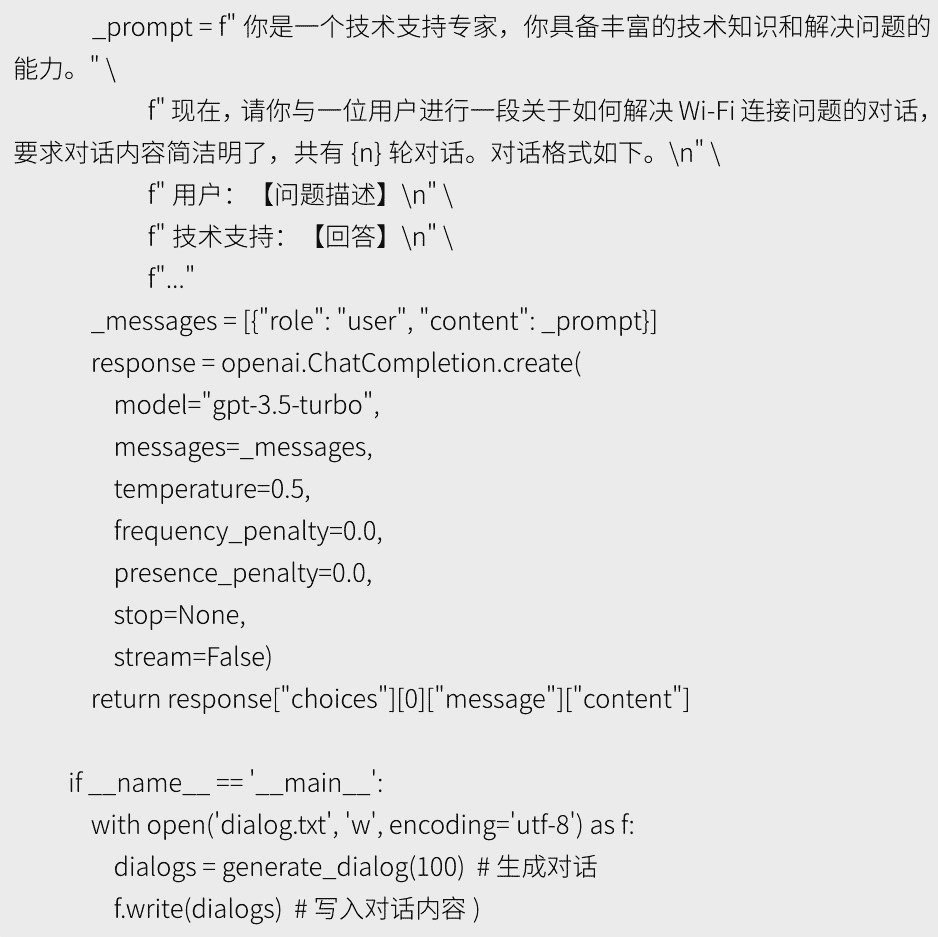 _prompt = f" 你是一个技术支持专家，你具备丰富的技术知识和解决问题的
能力。" \
f" 现在，请你与一位用户进行一段关于如何解决 Wi-Fi 连接问题的对话，
要求对话内容简洁明了，共有 {n} 轮对话。对话格式如下。\n" \
f" 用户：【问题描述】\n" \
f" 技术支持：【回答】\n" \
f"..."
_messages = [{"role": "user", "content": _prompt}]
response = openai.ChatCompletion.create(
model="gpt-3.5-turbo",
messages=_messages,
temperature=0.5,
frequency_penalty=0.0,
presence_penalty=0.0,
stop=None,
stream=False)
return response["choices"][0]["message"]["content"]
if __name__ == '__main__':
with open('dialog.txt', 'w', encoding='utf-8') as f:
dialogs = generate_dialog(100)  # 生成对话
f.write(dialogs)  # 写入对话内容 )